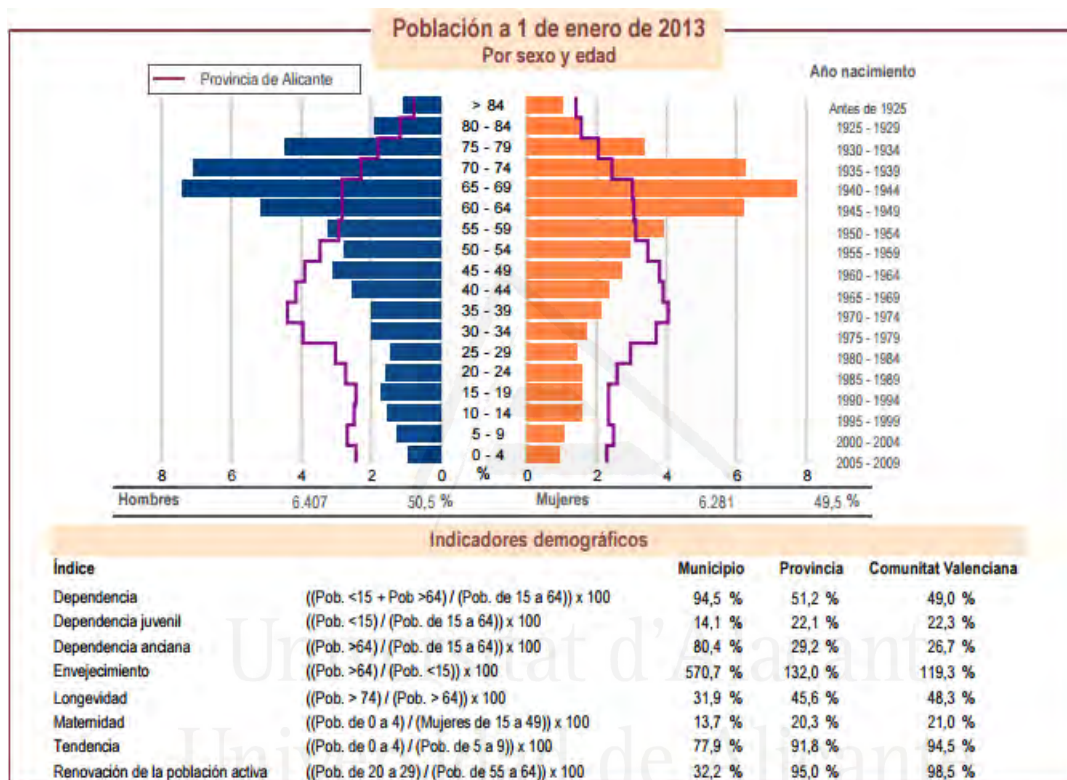 Población a 1 de enero de 2013
Por sexo y edad
Provincia de Alicante
Año nacimiento
> 84 Antes de 1925
80 - 84 1925 - 1929
75 - 79 1930 - 1934
70 - 74 1935 - 1939
65 - 69 1940 - 1944
60 - 64 1945 - 1949
55 - 59 1950 - 1954
50 - 54 1955 - 1959
45 - 49 1960 - 1964
40 - 44 1965 - 1969
35 - 39 1970 - 1974
30 - 34 1975 - 1979
25 - 29 1980 - 1984
20 - 24 1985 - 1989
15 - 19 1990 - 1994
10 - 14 1995 - 1999
5 - 9 2000 - 2004
0 - 4 2005 - 2009
8 6 4 2 0 % 0 2 4 6 8
Hombres 6.407 50,5 % Mujeres 6.281 49,5 %
Indicadores demográficos
Índice Municipio Provincia Comunitat Valenciana
Dependencia ((Pob. <15 + Pob >64) / (Pob. de 15 a 64)) x 100 94,5 % 51,2 % 49,0 %
Dependencia juvenil ((Pob. <15) / (Pob. de 15 a 64)) x 100 14,1 % 22,1 % 22,3 %
Dependencia anciana ((Pob. >64) / (Pob. de 15 a 64)) x 100 80,4 % 29,2 % 26,7 %
Envejecimiento ((Pob. >64) / (Pob. <15)) x 100 570,7 % 132,0 % 119,3 %
Longevidad ((Pob. > 74) / (Pob. > 64)) x 100 31,9 % 45,6 % 48,3 %
Maternidad ((Pob. de 0 a 4) / (Mujeres de 15 a 49)) x 100 13,7 % 20,3 % 21,0 %
Tendencia ((Pob. de 0 a 4) / (Pob. de 5 a 9)) x 100 77,9 % 91,8 % 94,5 %
Renovación de la población activa ((Pob. de 20 a 29) / (Pob. de 55 a 64)) x 100 32,2 % 95,0 % 98,5 %
Universitat d'Alacant
Universidad de Alicante